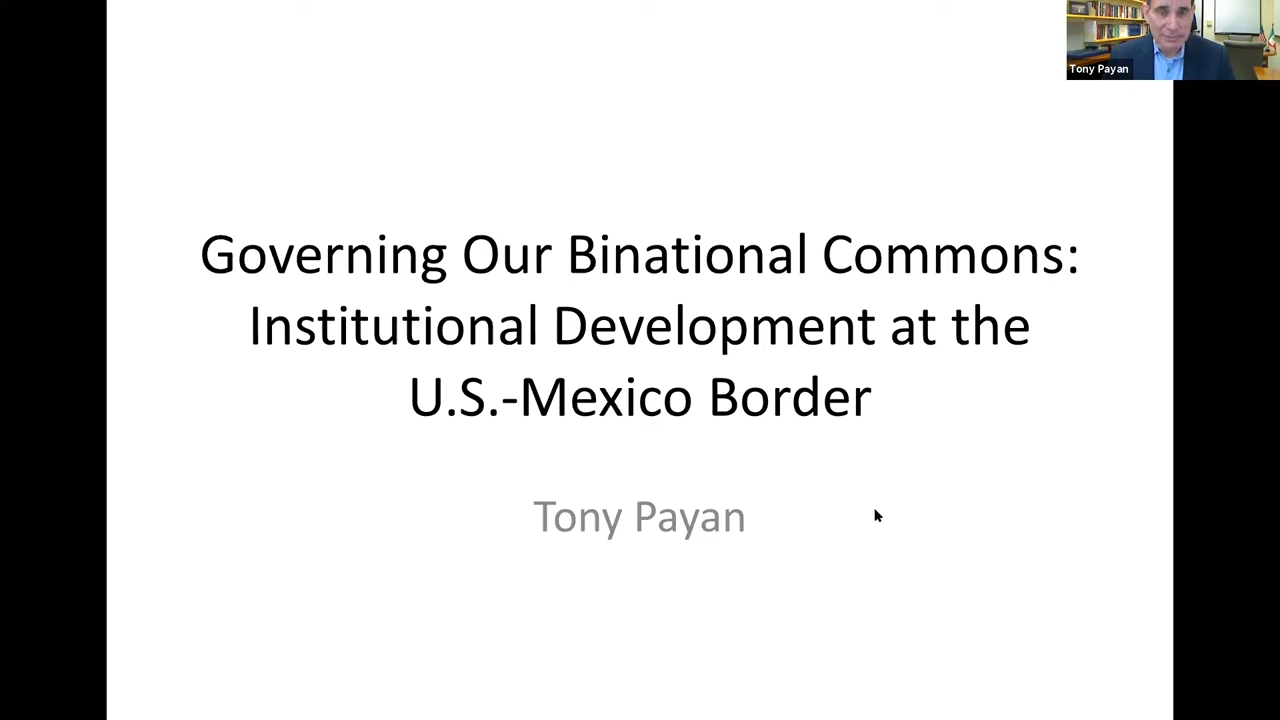 Tony Payan
Governing Our Binational Commons:
Institutional Development at the
U.S.-Mexico Border
Tony Payan